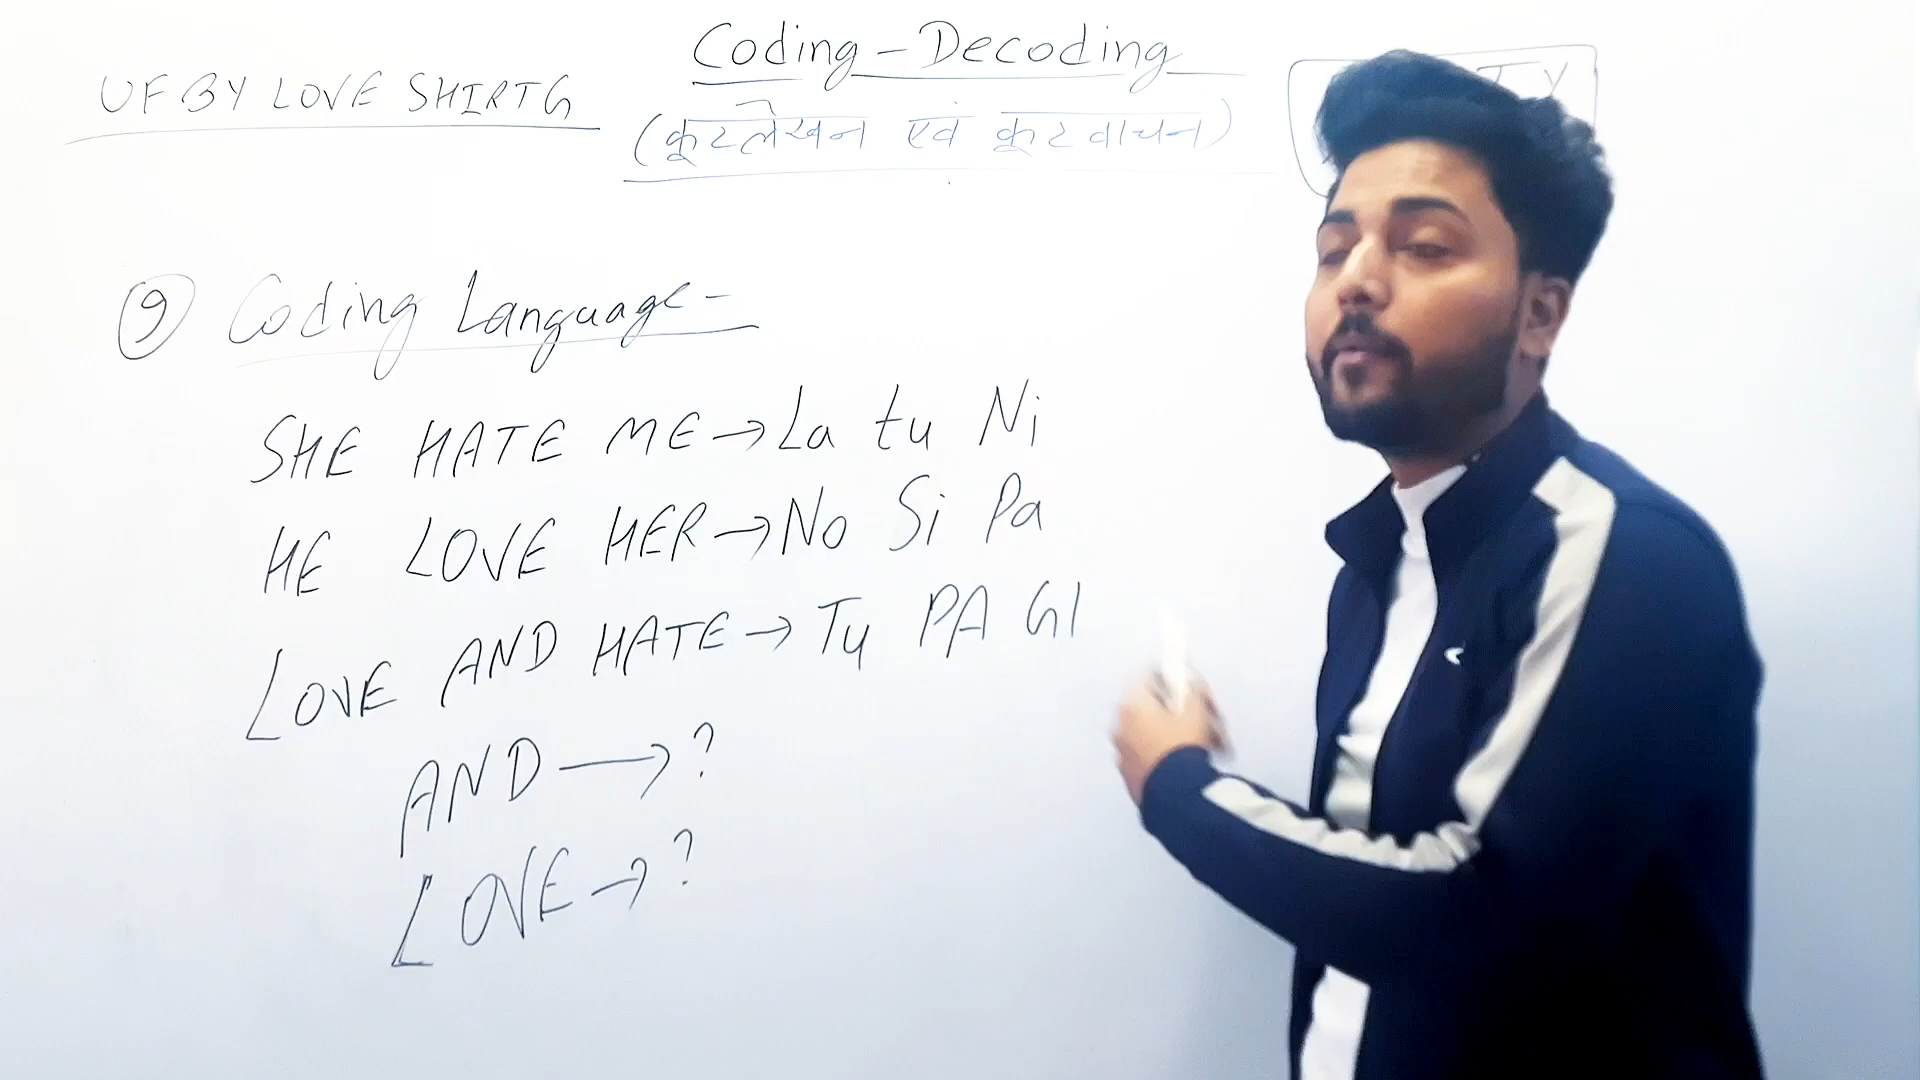 Coding - Decoding
UF BY LOVE SHIRTG
(कूटलेखन एवं कूटवाचन)
9 Coding Language -
SHE HATE ME → La tu Ni
HE LOVE HER → No Si Pa
LOVE AND HATE → Tu PA GI
AND → ?
LOVE → ?